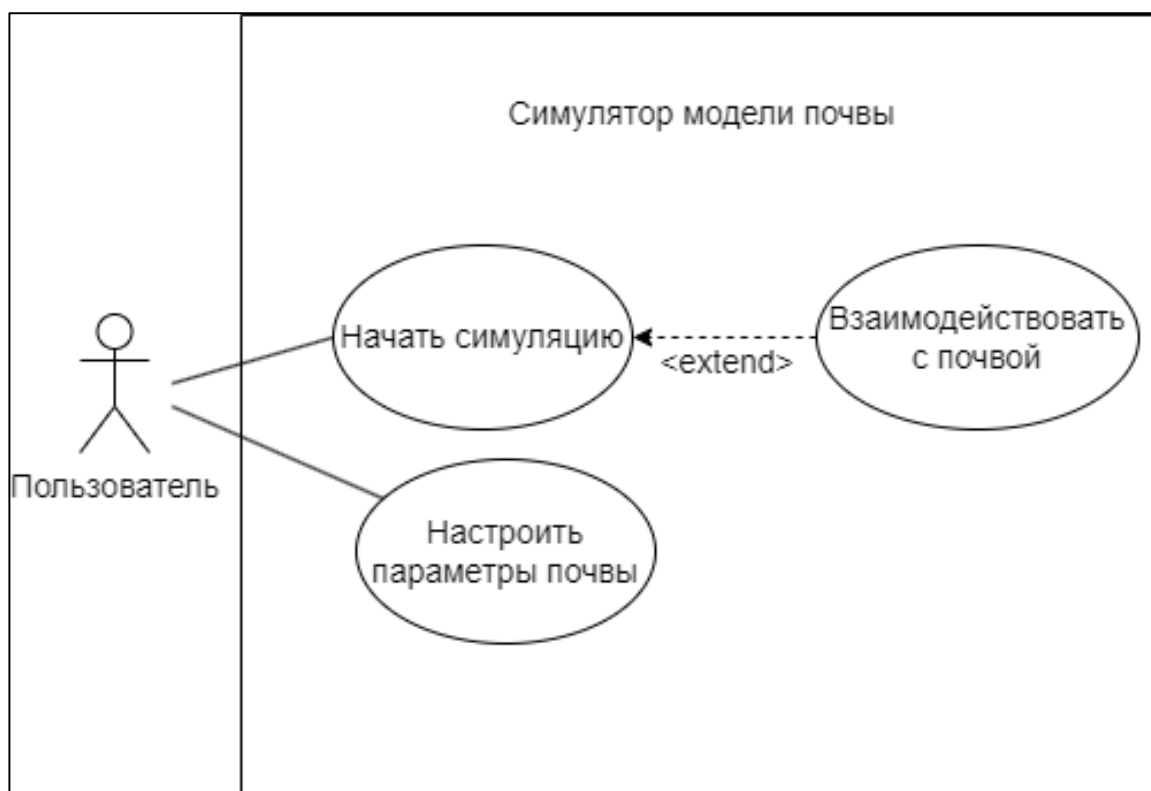 Симулятор модели почвы
Начать симуляцию
<extend>
Взаимодействовать
с почвой
Пользователь
Настроить
параметры почвы